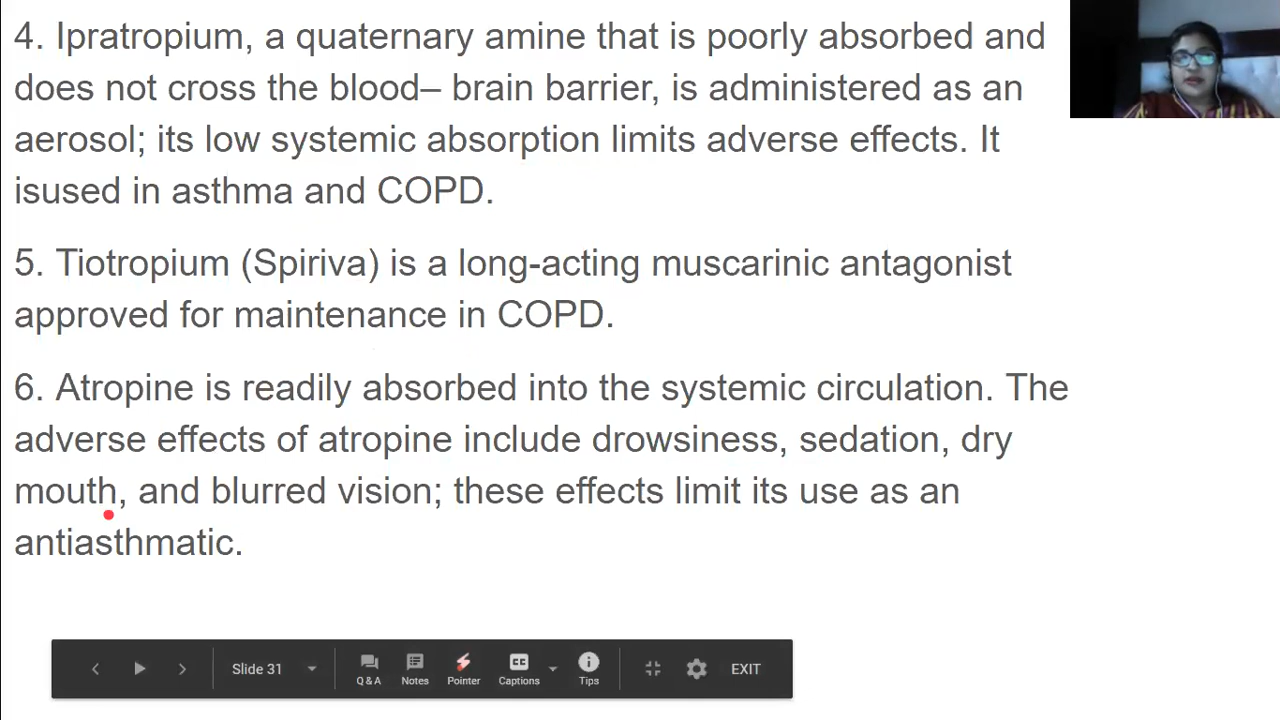 4. Ipratropium, a quaternary amine that is poorly absorbed and
does not cross the blood– brain barrier, is administered as an
aerosol; its low systemic absorption limits adverse effects. It
isused in asthma and COPD.
5. Tiotropium (Spiriva) is a long-acting muscarinic antagonist
approved for maintenance in COPD.
6. Atropine is readily absorbed into the systemic circulation. The
adverse effects of atropine include drowsiness, sedation, dry
mouth, and blurred vision; these effects limit its use as an
antiasthmatic.
Slide 31
Q & A
Notes
Pointer
CC
Captions
Tips
EXIT